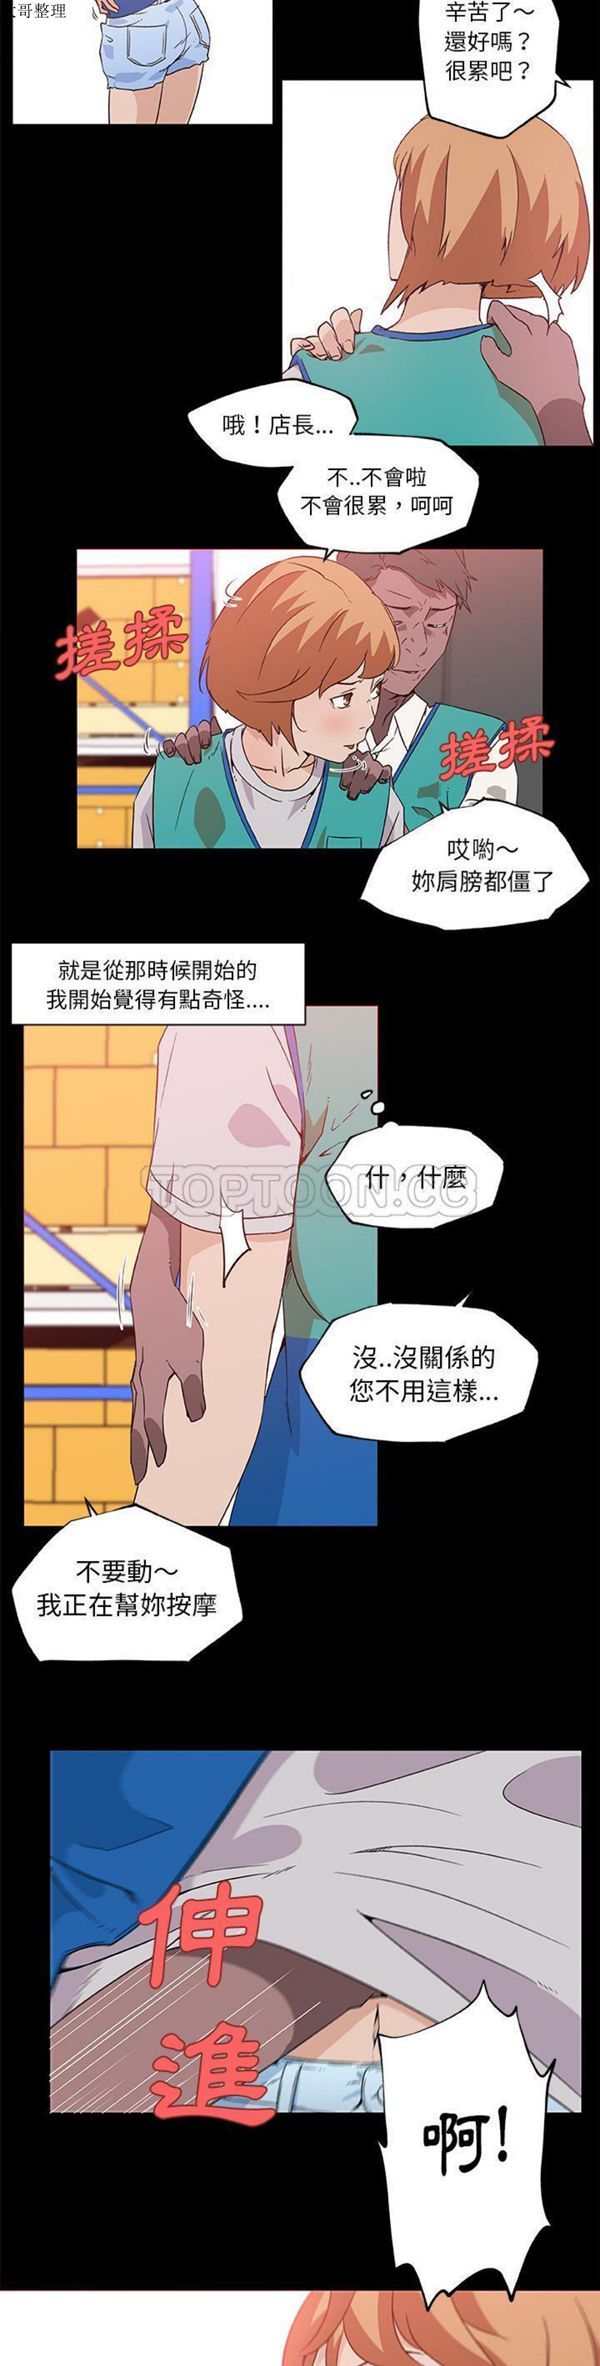 哥整理
辛苦了～
還好嗎？
很累吧？
哦！店長...
不..不會啦
不會很累，呵呵
搓揉
搓揉
哎喲～
妳肩膀都僵了
就是從那時候開始的
我開始覺得有點奇怪....
TOPTOON.CC
什，什麼
沒..沒關係的
您不用這樣...
不要動～
我正在幫妳按摩
伸
進
啊!